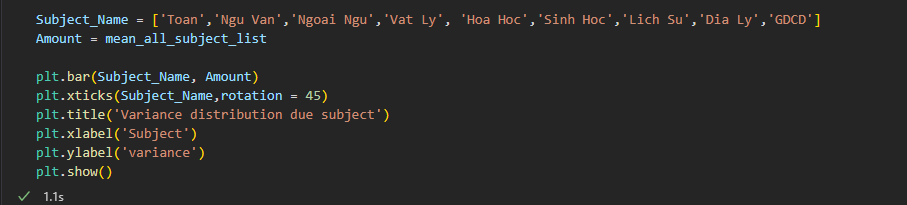 Subject_Name = ['Toan','Ngu Van','Ngoai Ngu','Vat Ly', 'Hoa Hoc','Sinh Hoc','Lich Su','Dia Ly','GDCD']
Amount = mean_all_subject_list
plt.bar(Subject_Name, Amount)
plt.xticks(Subject_Name,rotation = 45)
plt.title('Variance distribution due subject')
plt.xlabel('Subject')
plt.ylabel('variance')
plt.show()
1.1s